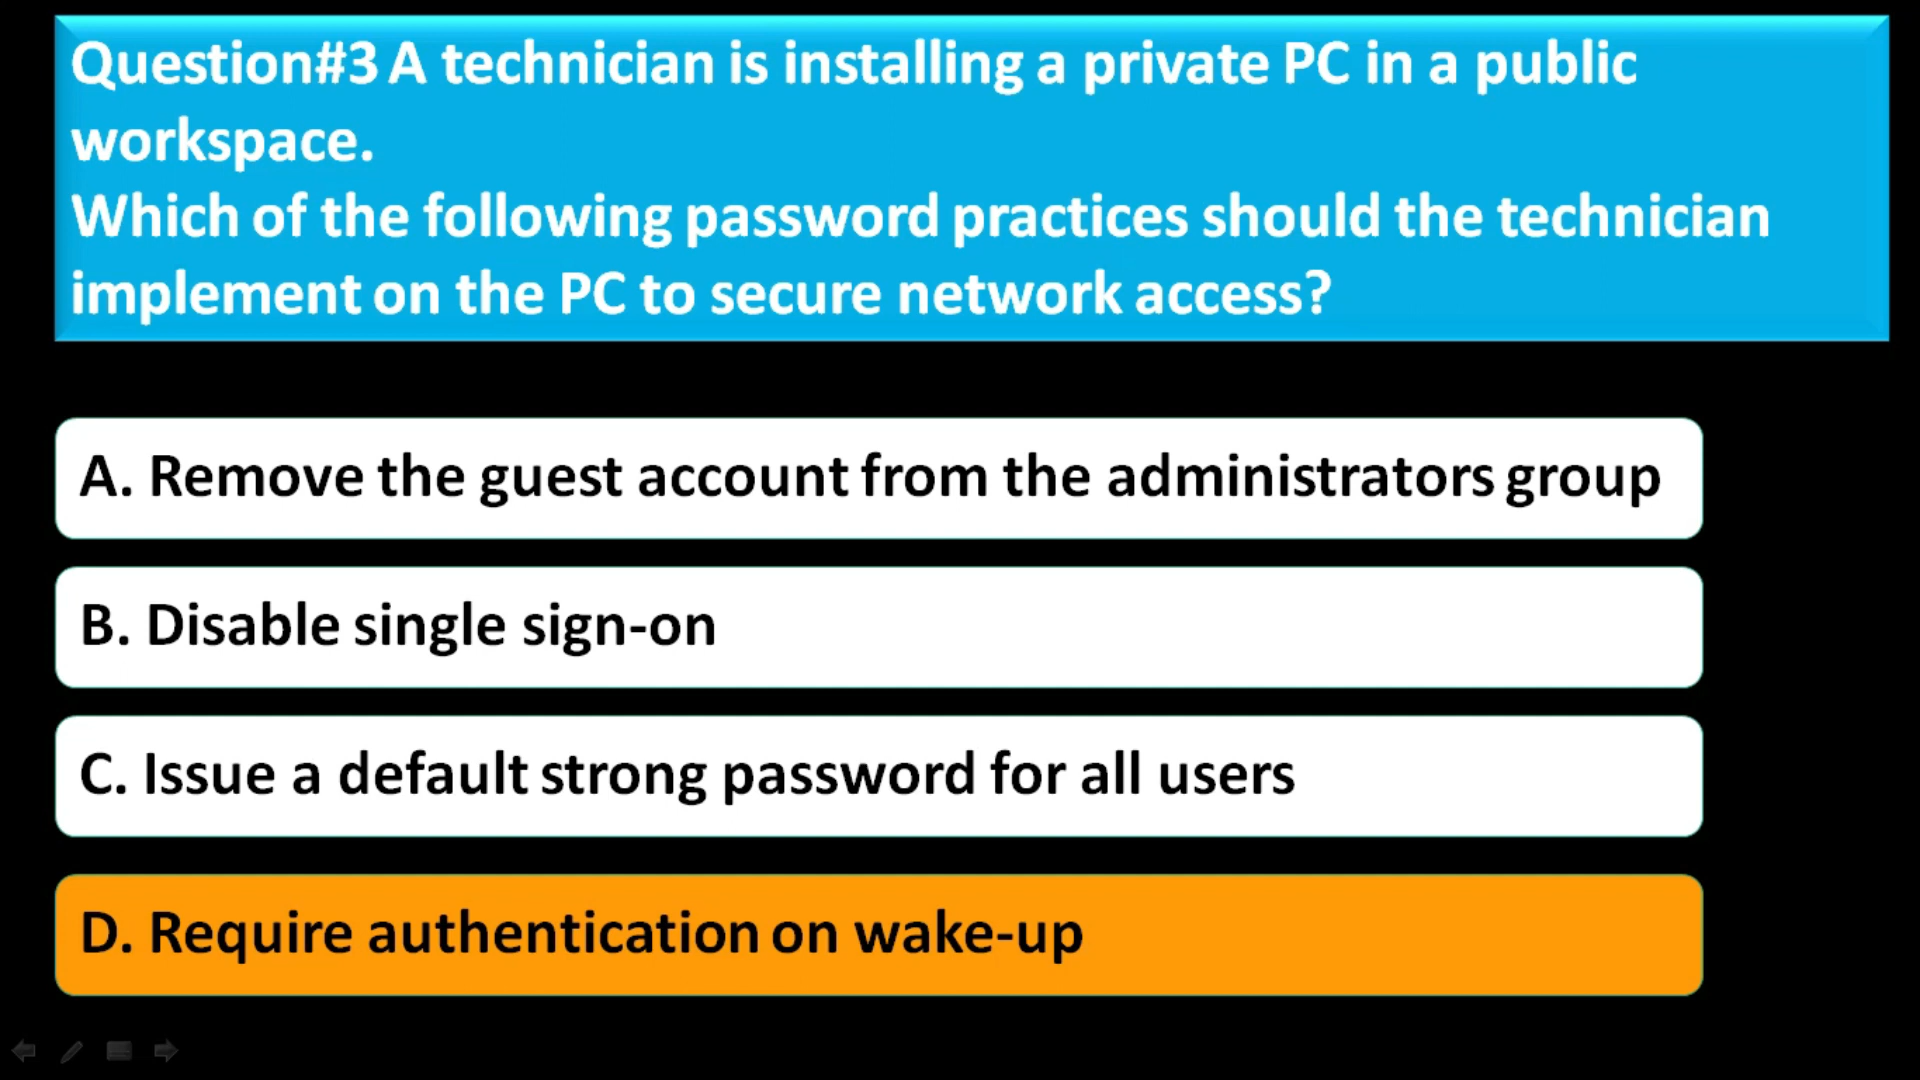 Question#3 A technician is installing a private PC in a public
workspace.
Which of the following password practices should the technician
implement on the PC to secure network access?
A. Remove the guest account from the administrators group
B. Disable single sign-on
C. Issue a default strong password for all users
D. Require authentication on wake-up